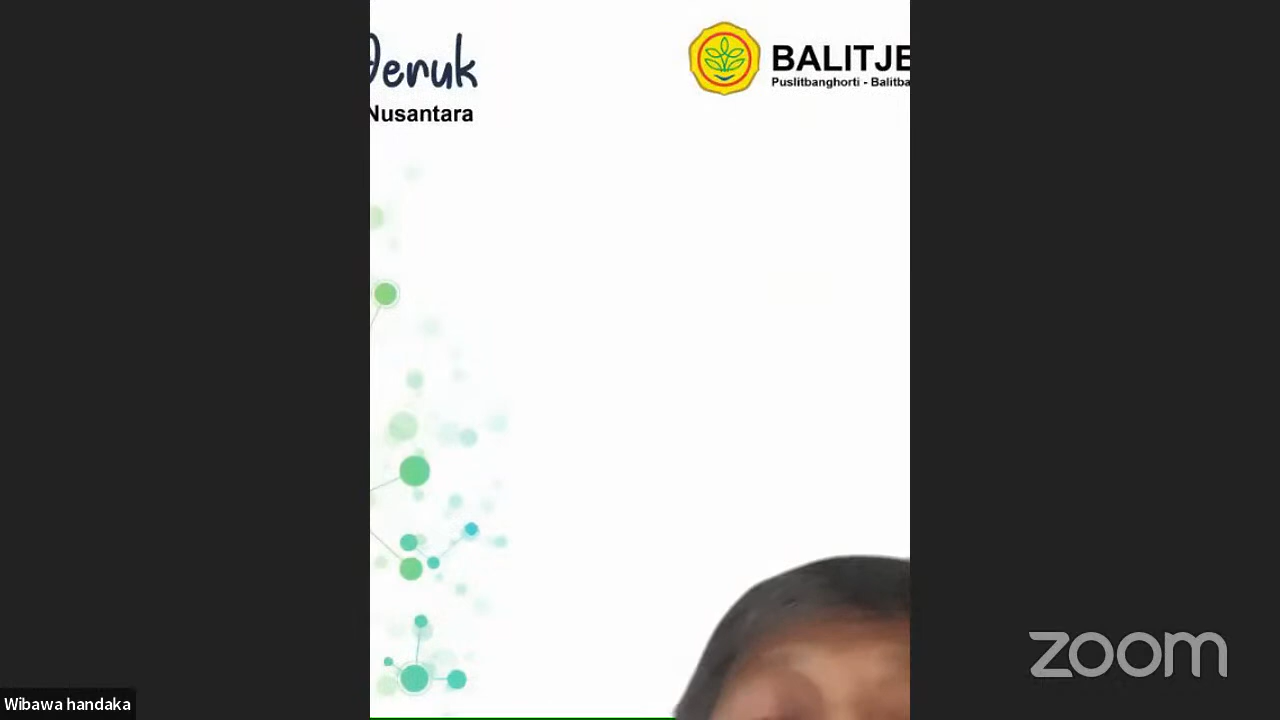 Jeruk
Nusantara
BALITJE
Puslitbanghorti - Balitba
zoom
Wibawa handaka